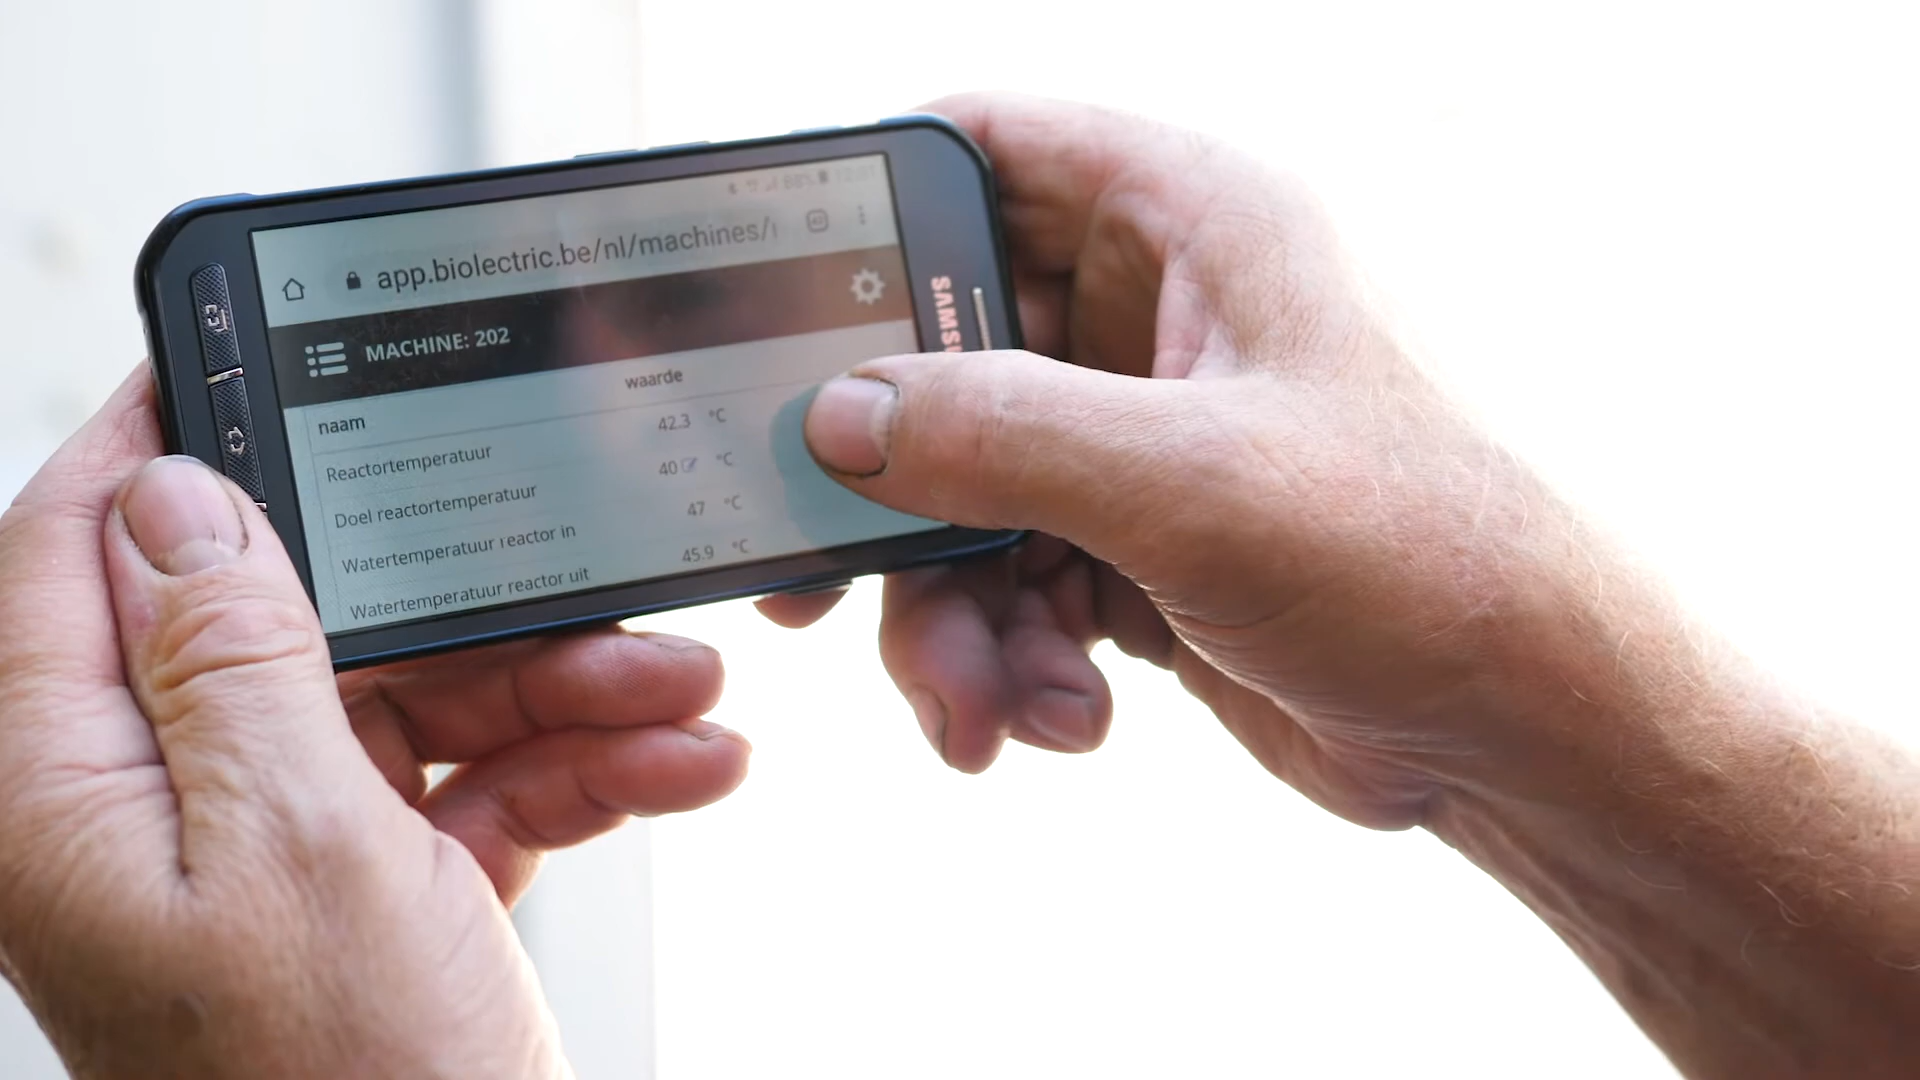 app.biolectric.be/nl/machines/
MACHINE: 202
naam waarde
Reactortemperatuur 42.3 °C
Doel reactortemperatuur 40 °C
Watertemperatuur reactor in 47 °C
Watertemperatuur reactor uit 45.9 °C